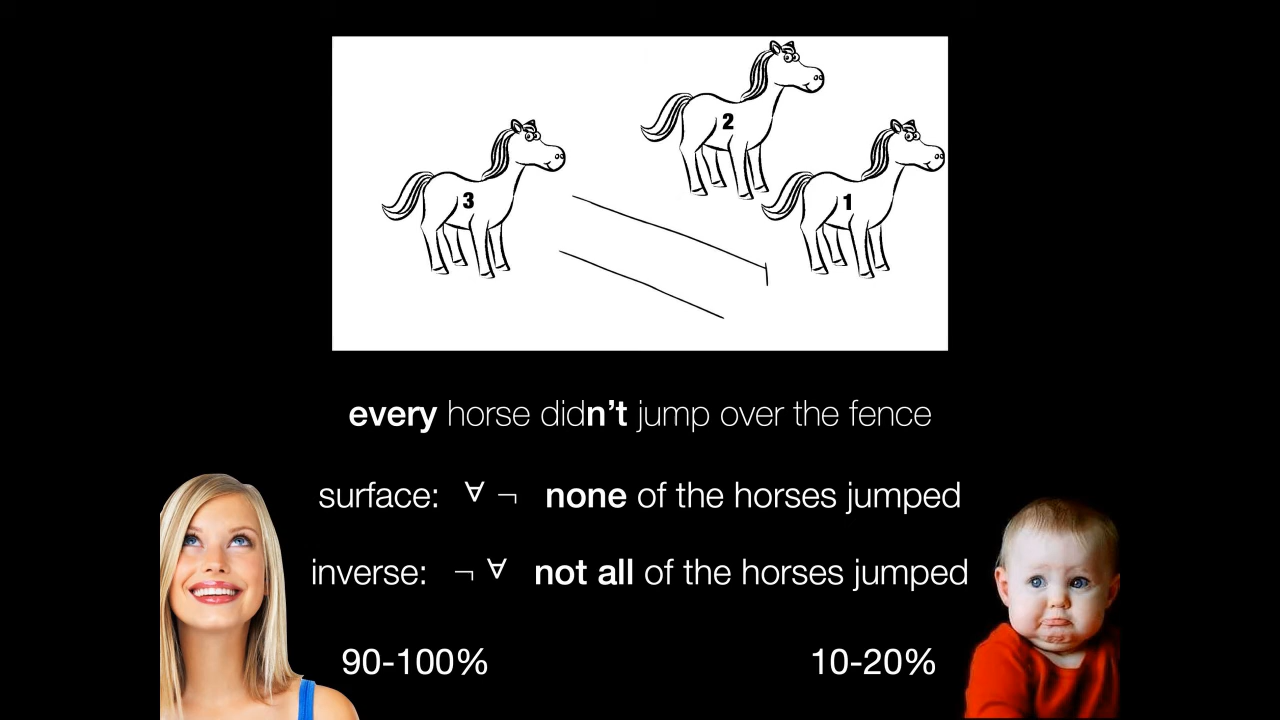 2
3
1
every horse didn’t jump over the fence
surface: ∀ ¬ none of the horses jumped
inverse: ¬ ∀ not all of the horses jumped
90-100% 10-20%